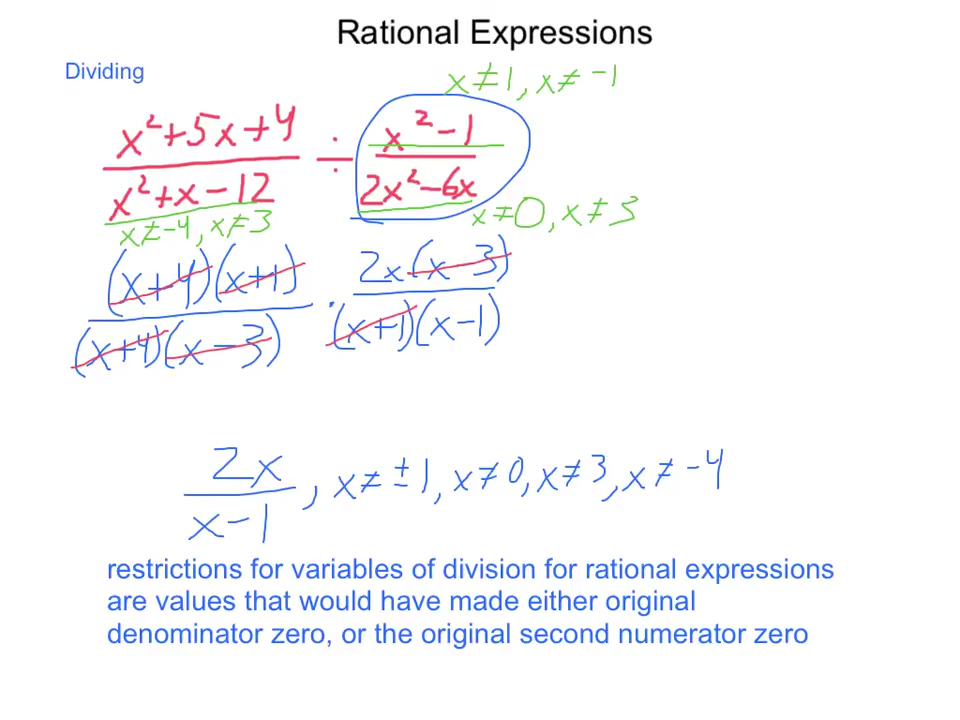 Rational Expressions
Dividing
x≠1, x≠ -1
x²+5x+4 ÷ x²-1
x²+x-12 2x²-6x
x≠-4, x≠3 x≠0, x≠3
(x+4)(x+1) · 2x(x-3)
(x+4)(x-3) (x+1)(x-1)
2x
x-1 , x≠ ±1, x≠0, x≠3, x≠ -4
restrictions for variables of division for rational expressions
are values that would have made either original
denominator zero, or the original second numerator zero